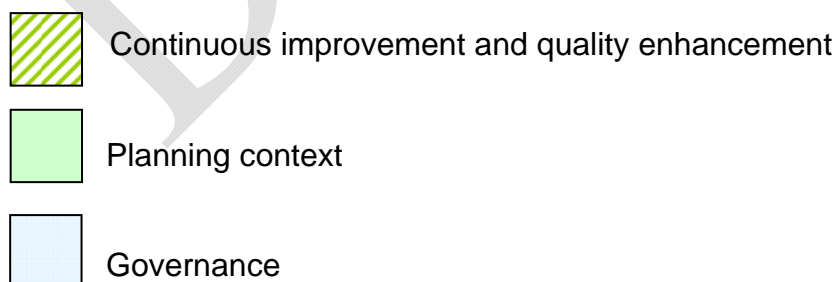 Continuous improvement and quality enhancement
Planning context
Governance